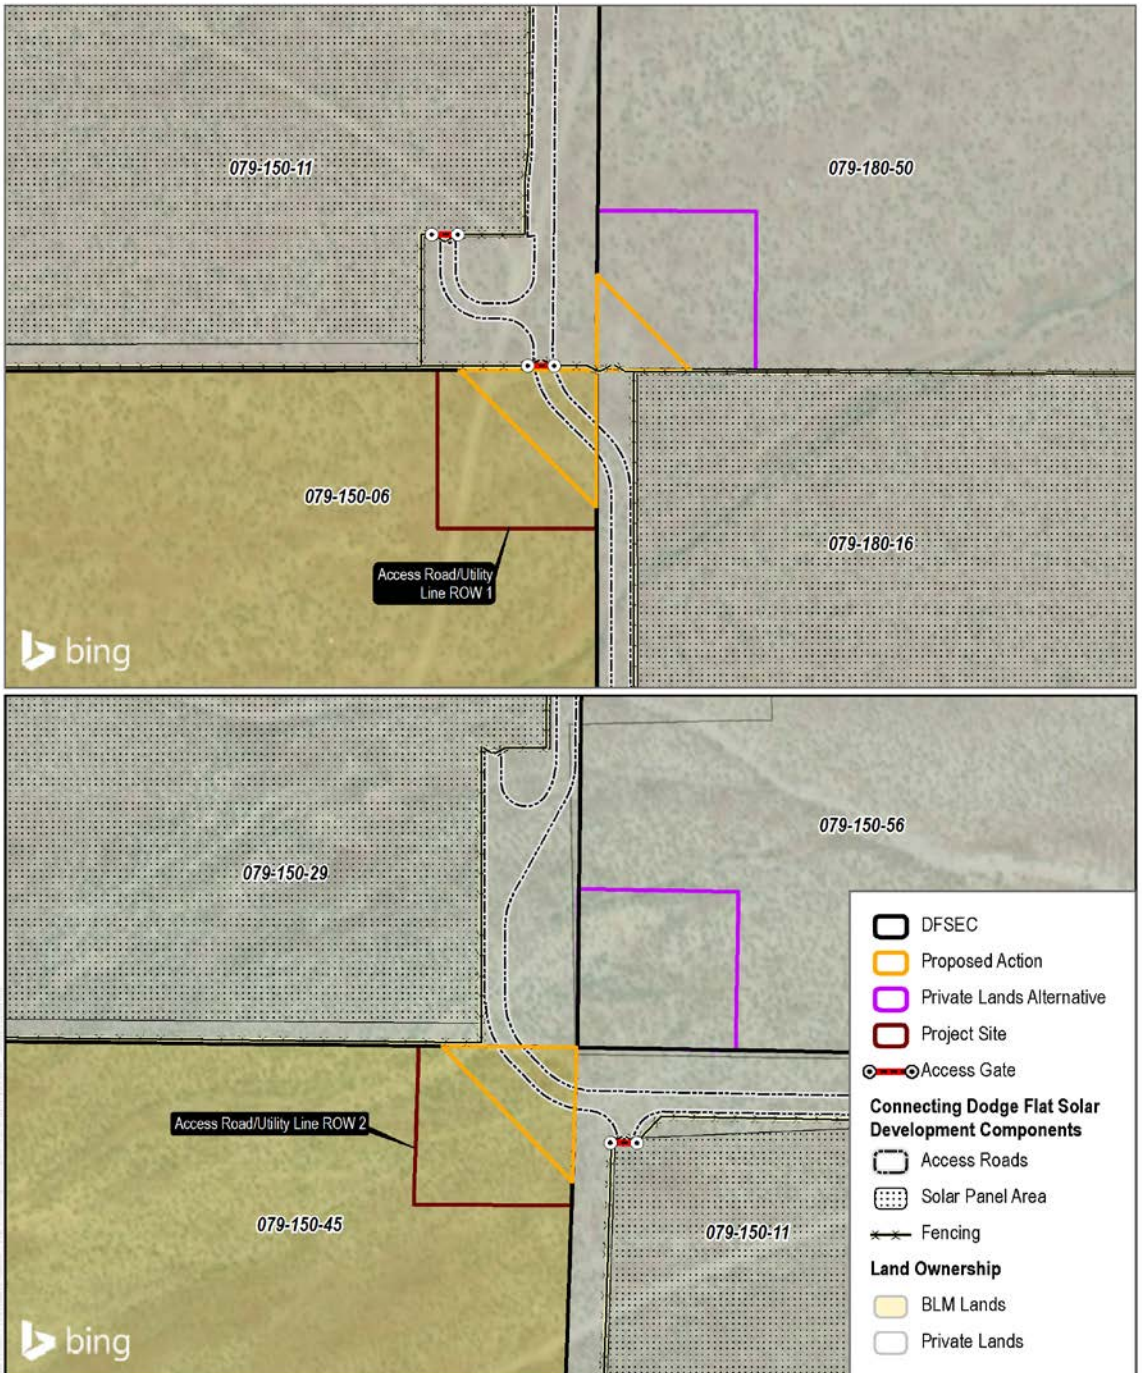 079-150-11
079-180-50
079-150-06
079-180-16
Access Road/Utility
Line ROW 1
bing
079-150-29
079-150-56
Access Road/Utility Line ROW 2
079-150-45
079-150-11
bing
DFSEC
Proposed Action
Private Lands Alternative
Project Site
Access Gate
Connecting Dodge Flat Solar
Development Components
Access Roads
Solar Panel Area
Fencing
Land Ownership
BLM Lands
Private Lands